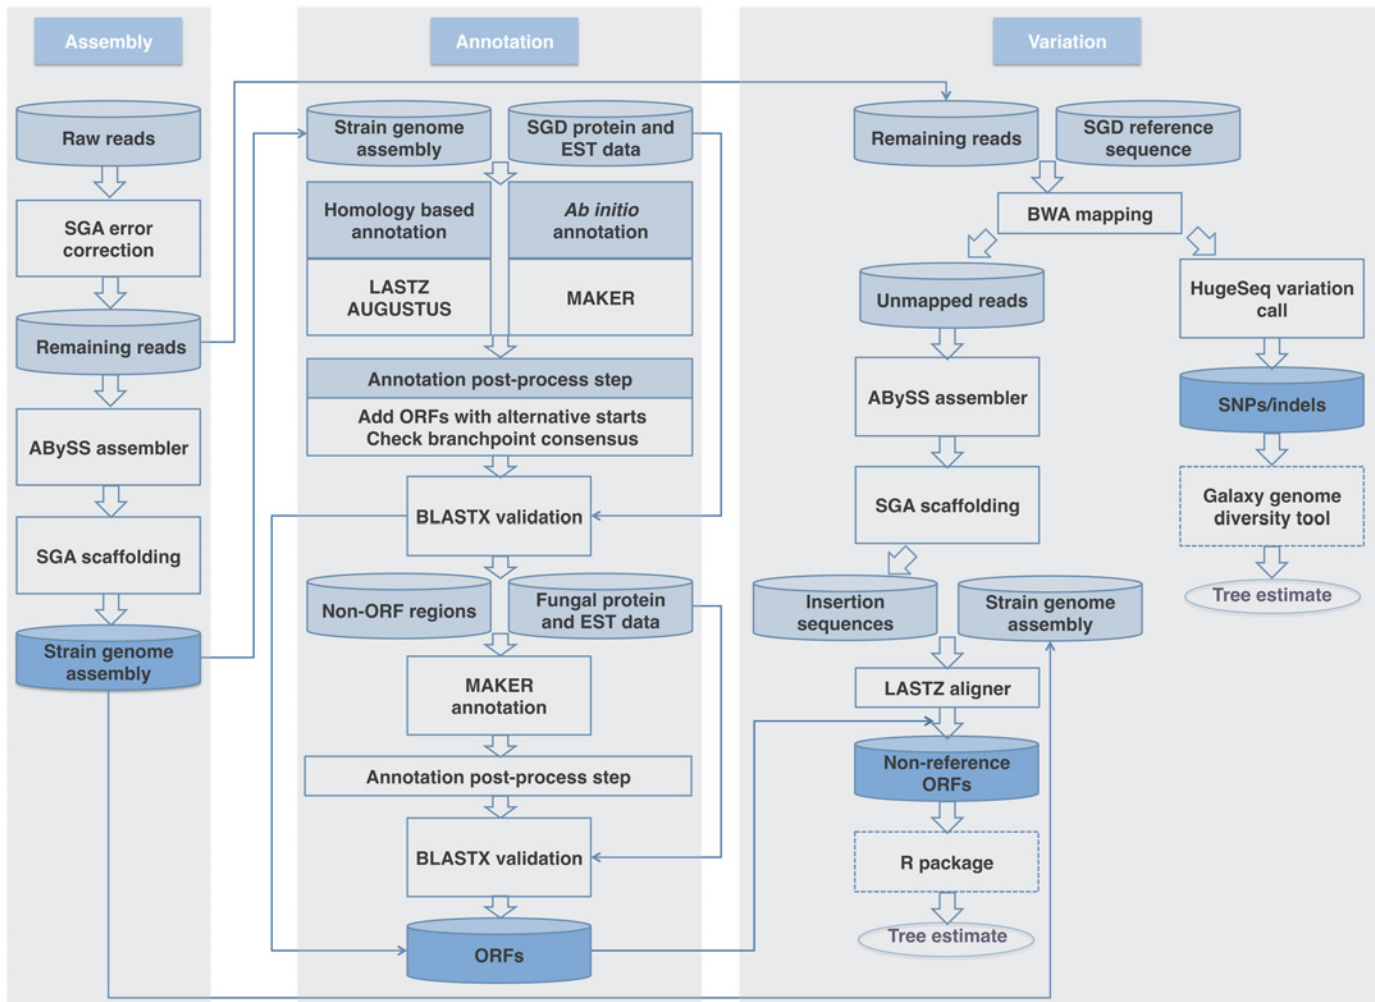 Assembly
Raw reads
SGA error
correction
Remaining reads
ABySS assembler
SGA scaffolding
Strain genome
assembly
Annotation
Strain genome
assembly
SGD protein and
EST data
Homology based
annotation
Ab initio
annotation
LASTZ
AUGUSTUS
MAKER
Annotation post-process step
Add ORFs with alternative starts
Check branchpoint consensus
BLASTX validation
Non-ORF regions
Fungal protein
and EST data
MAKER
annotation
Annotation post-process step
BLASTX validation
ORFs
Variation
Remaining reads
SGD reference
sequence
BWA mapping
Unmapped reads
ABySS assembler
SGA scaffolding
Insertion
sequences
Strain genome
assembly
LASTZ aligner
Non-reference
ORFs
R package
Tree estimate
HugeSeq variation
call
SNPs/indels
Galaxy genome
diversity tool
Tree estimate